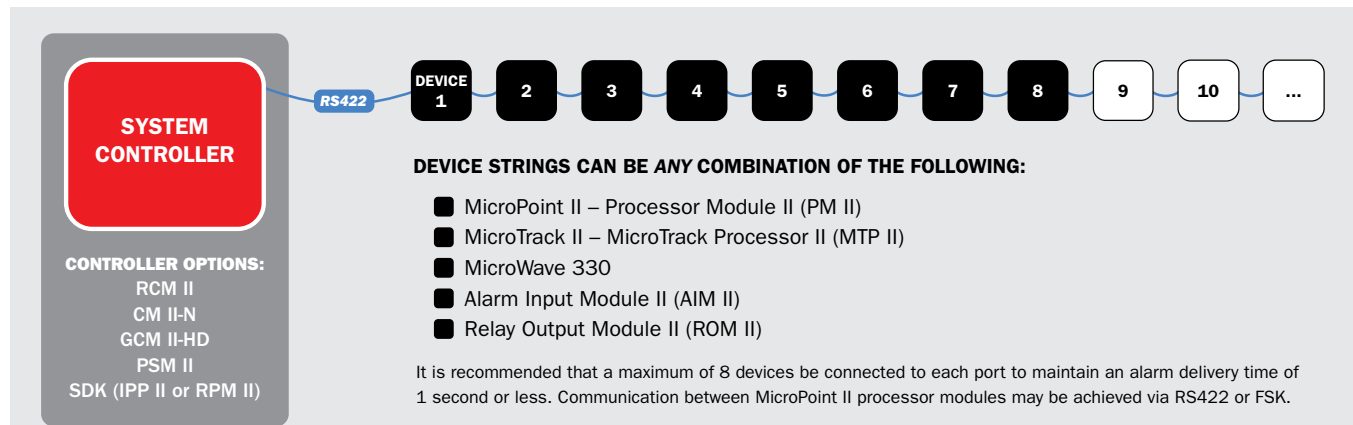 SYSTEM
CONTROLLER
CONTROLLER OPTIONS:
RCM II
CM II-N
GCM II-HD
PSM II
SDK (IPP II or RPM II)
RS422
DEVICE
1
2
3
4
5
6
7
8
9
10
...
DEVICE STRINGS CAN BE ANY COMBINATION OF THE FOLLOWING:
MicroPoint II – Processor Module II (PM II)
MicroTrack II – MicroTrack Processor II (MTP II)
MicroWave 330
Alarm Input Module II (AIM II)
Relay Output Module II (ROM II)
It is recommended that a maximum of 8 devices be connected to each port to maintain an alarm delivery time of
1 second or less. Communication between MicroPoint II processor modules may be achieved via RS422 or FSK.